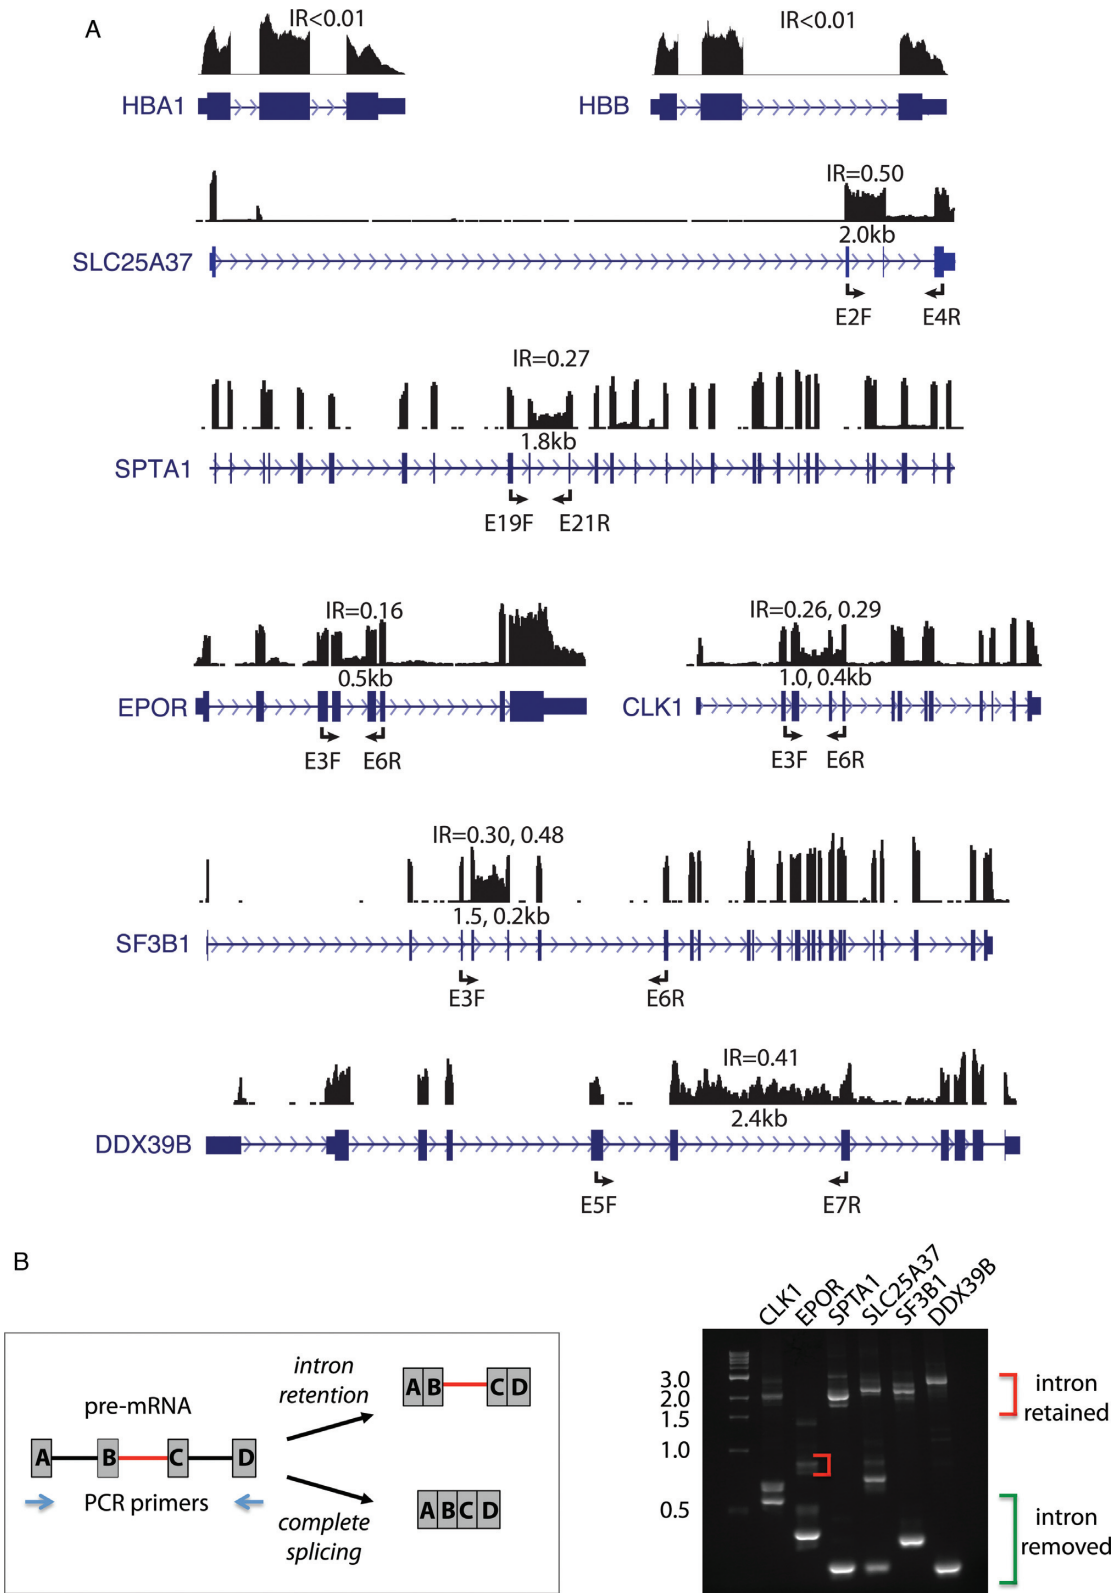 A
IR<0.01
IR<0.01
HBA1
HBB
IR=0.50
2.0kb
SLC25A37
E2F
E4R
IR=0.27
1.8kb
SPTA1
E19F
E21R
IR=0.16
IR=0.26, 0.29
0.5kb
1.0, 0.4kb
EPOR
CLK1
E3F
E6R
E3F
E6R
IR=0.30, 0.48
1.5, 0.2kb
SF3B1
E3F
E6R
IR=0.41
2.4kb
DDX39B
E5F
E7R
B
pre-mRNA
A
B
C
D
PCR primers
intron
retention
A B
C D
complete
splicing
A B C D
CLK1
EPOR
SPTA1
SLC25A37
SF3B1
DDX39B
3.0
2.0
1.5
1.0
0.5
intron
retained
intron
removed